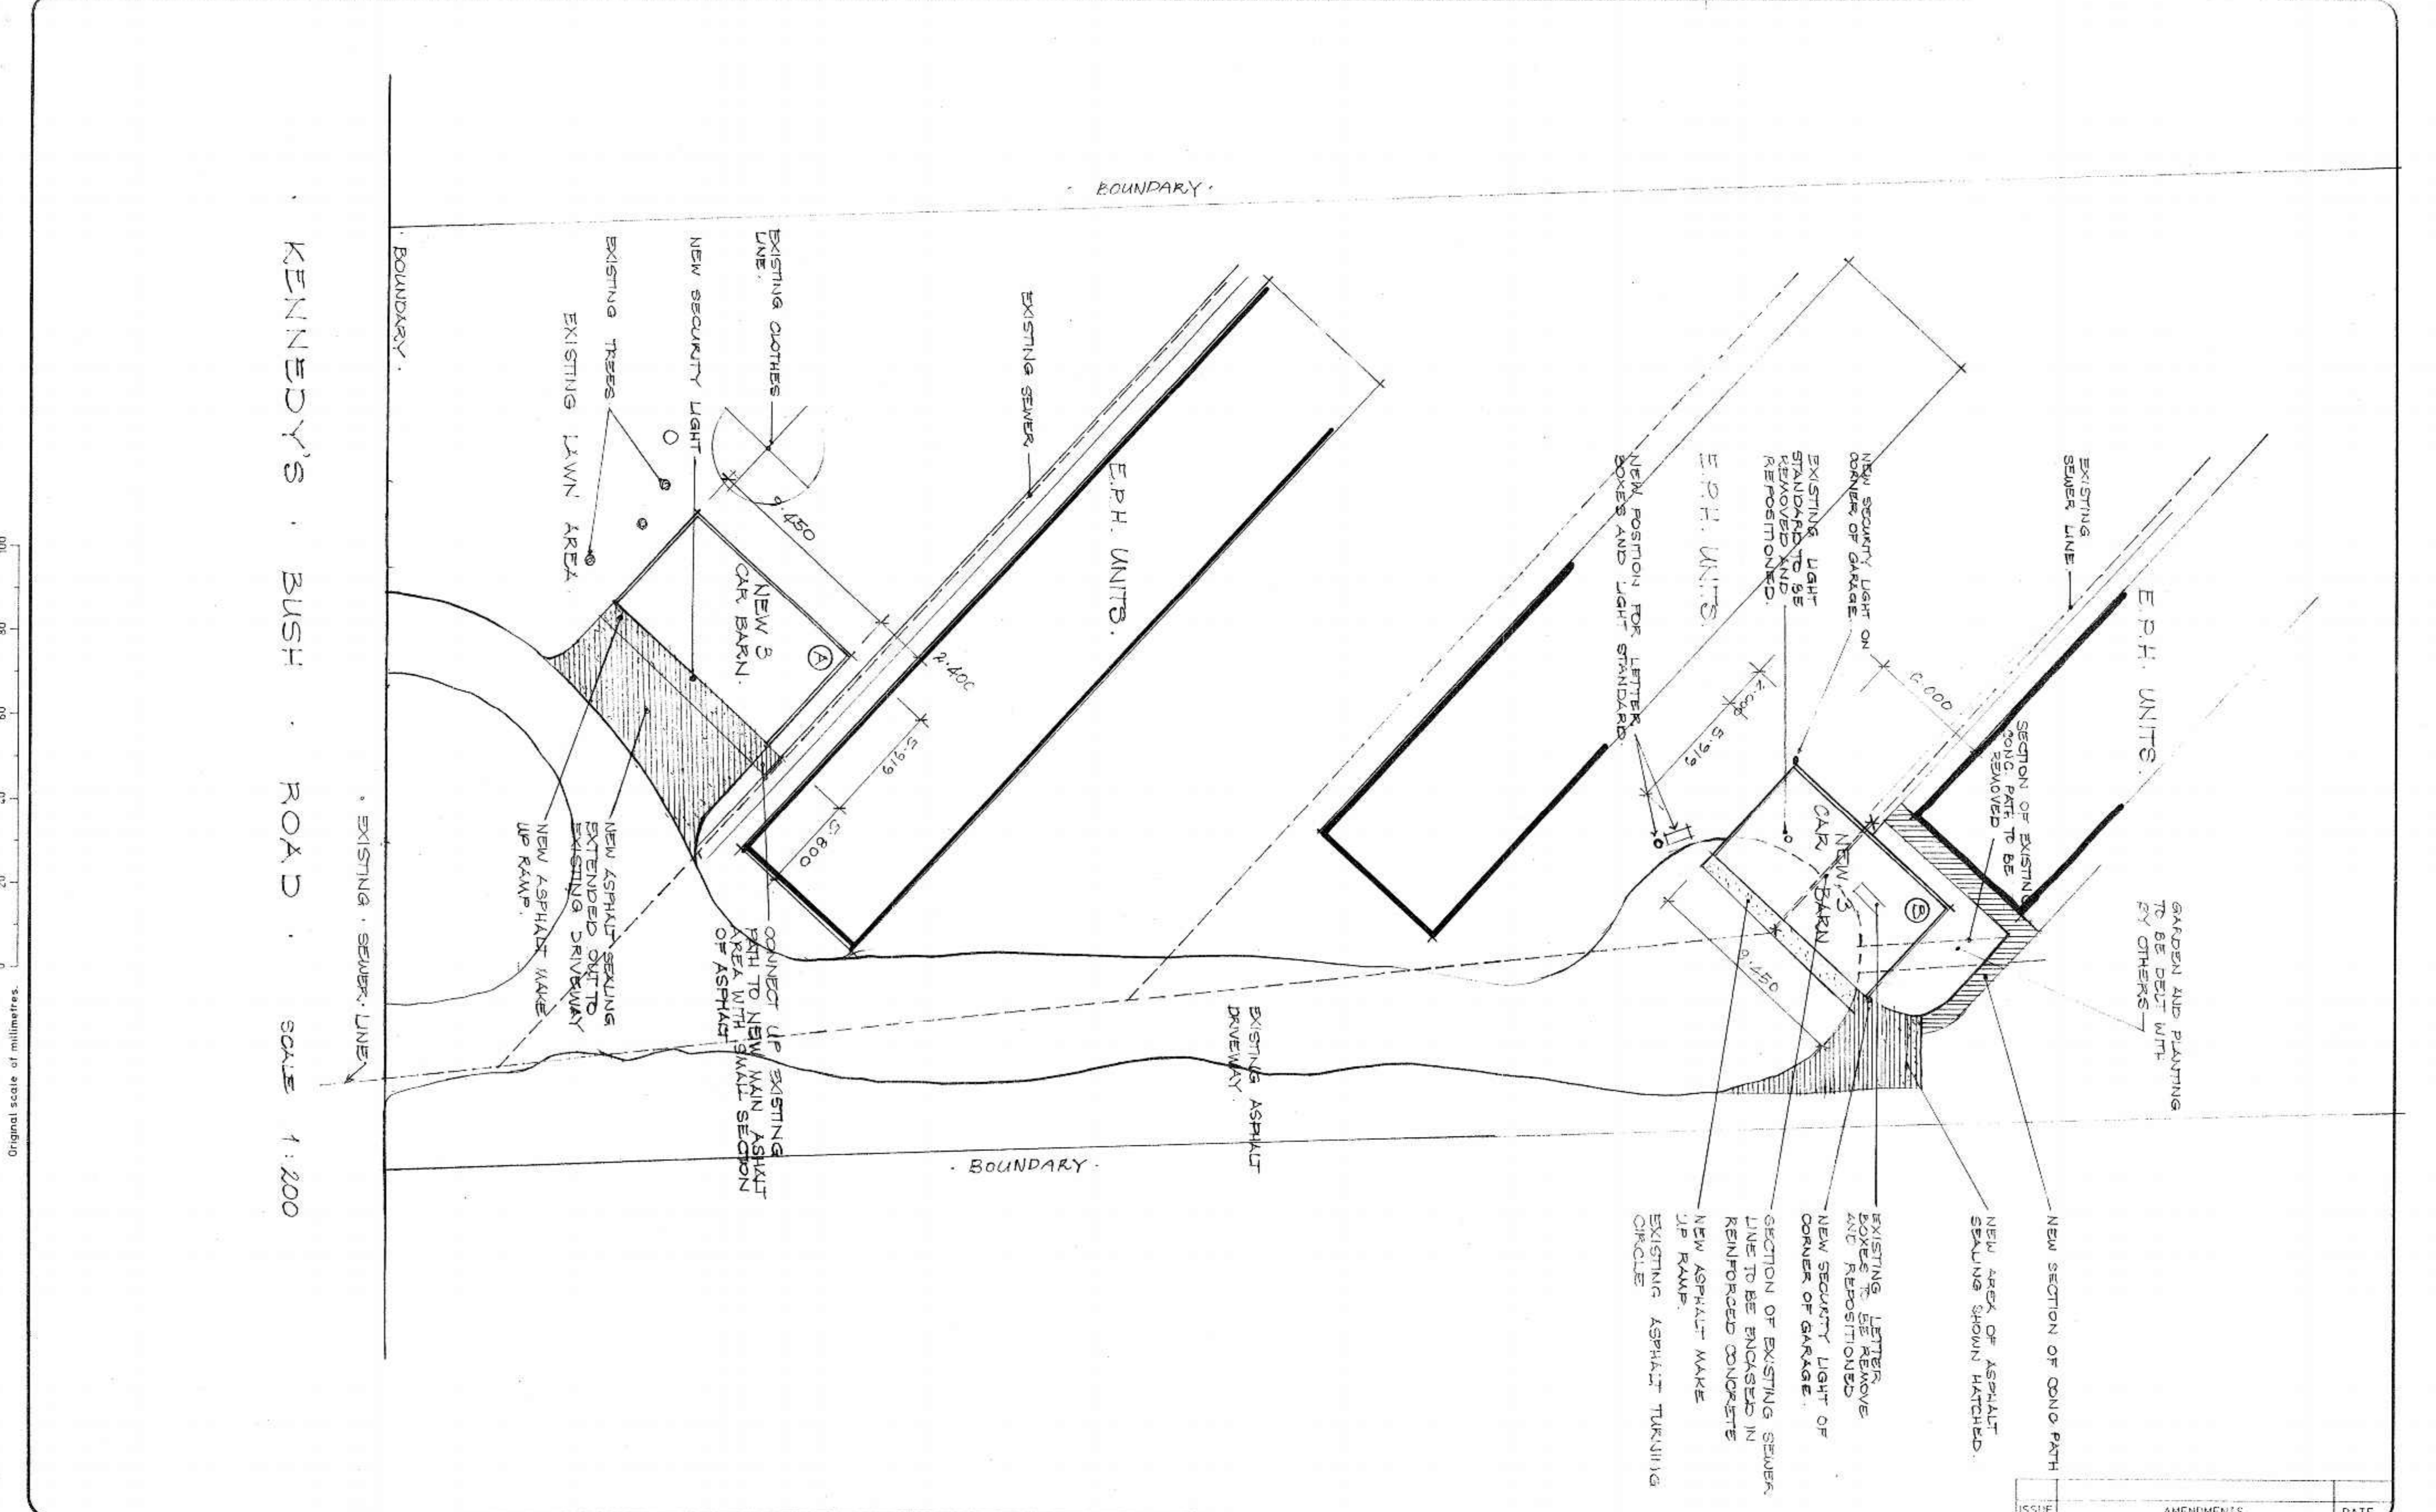 · BOUNDARY ·
BOUNDARY.
EXISTING CLOTHES
LINE.
NEW SECURITY LIGHT
EXISTING TREES
EXISTING LAWN AREA.
EXISTING SEWER
E.P.H. UNITS.
9.450
NEW 3
CAR BARN.
A
2.400
5.919
5.800
CONNECT UP EXISTING
PATH TO NEW MAIN ASHALT
AREA WITH SMALL SECTION
OF ASPHALT
NEW ASPHALT SEALING
EXTENDED OUT TO
EXISTING DRIVEWAY
NEW ASPHALT MAKE
UP RAMP.
· EXISTING · SEWER · LINE
· KENNEDY'S · BUSH · ROAD · SCALE 1:200
EXISTING
SEWER LINE
E.P.H. UNITS.
NEW SECURITY LIGHT ON
CORNER OF GARAGE
EXISTING LIGHT
STANDARD TO BE
REMOVED AND
REPOSITIONED.
E.P.H. UNITS.
NEW POSITION FOR LETTER
BOXES AND LIGHT STANDARD.
5.919
SECTION OF EXISTING
CONC. PATH TO BE
REMOVED
NEW 3
CAR BARN
B
9.450
GARDEN AND PLANTING
TO BE DELT WITH
BY OTHERS
EXISTING ASPHALT
DRIVEWAY.
· BOUNDARY ·
NEW SECTION OF CONC PATH
NEW AREA OF ASPHALT
SEALING SHOWN HATCHED.
EXISTING LETTER
BOXES TO BE REMOVE
AND REPOSITIONED
NEW SECURITY LIGHT OF
CORNER OF GARAGE.
SECTION OF EXISTING SEWER
LINE TO BE ENCASED IN
REINFORCED CONCRETE
NEW ASPHALT MAKE
UP RAMP.
EXISTING ASPHALT TURNING
CIRCLE
Original scale of millimetres.
0 20 60 80 100
ISSUE AMENDMENTS DATE